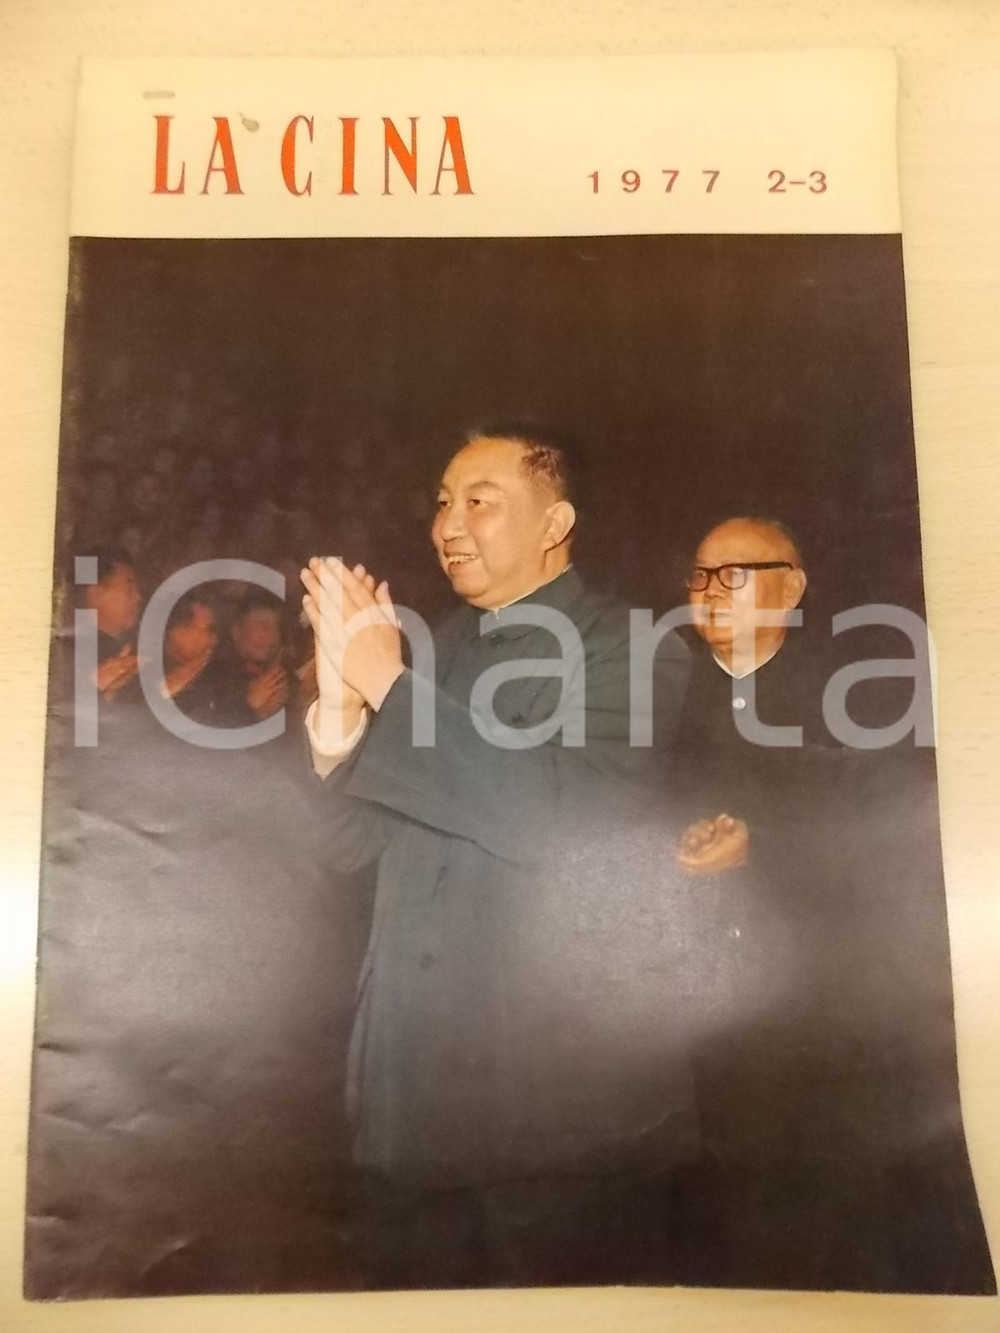 LA CINA
1977 2-3
iCharta